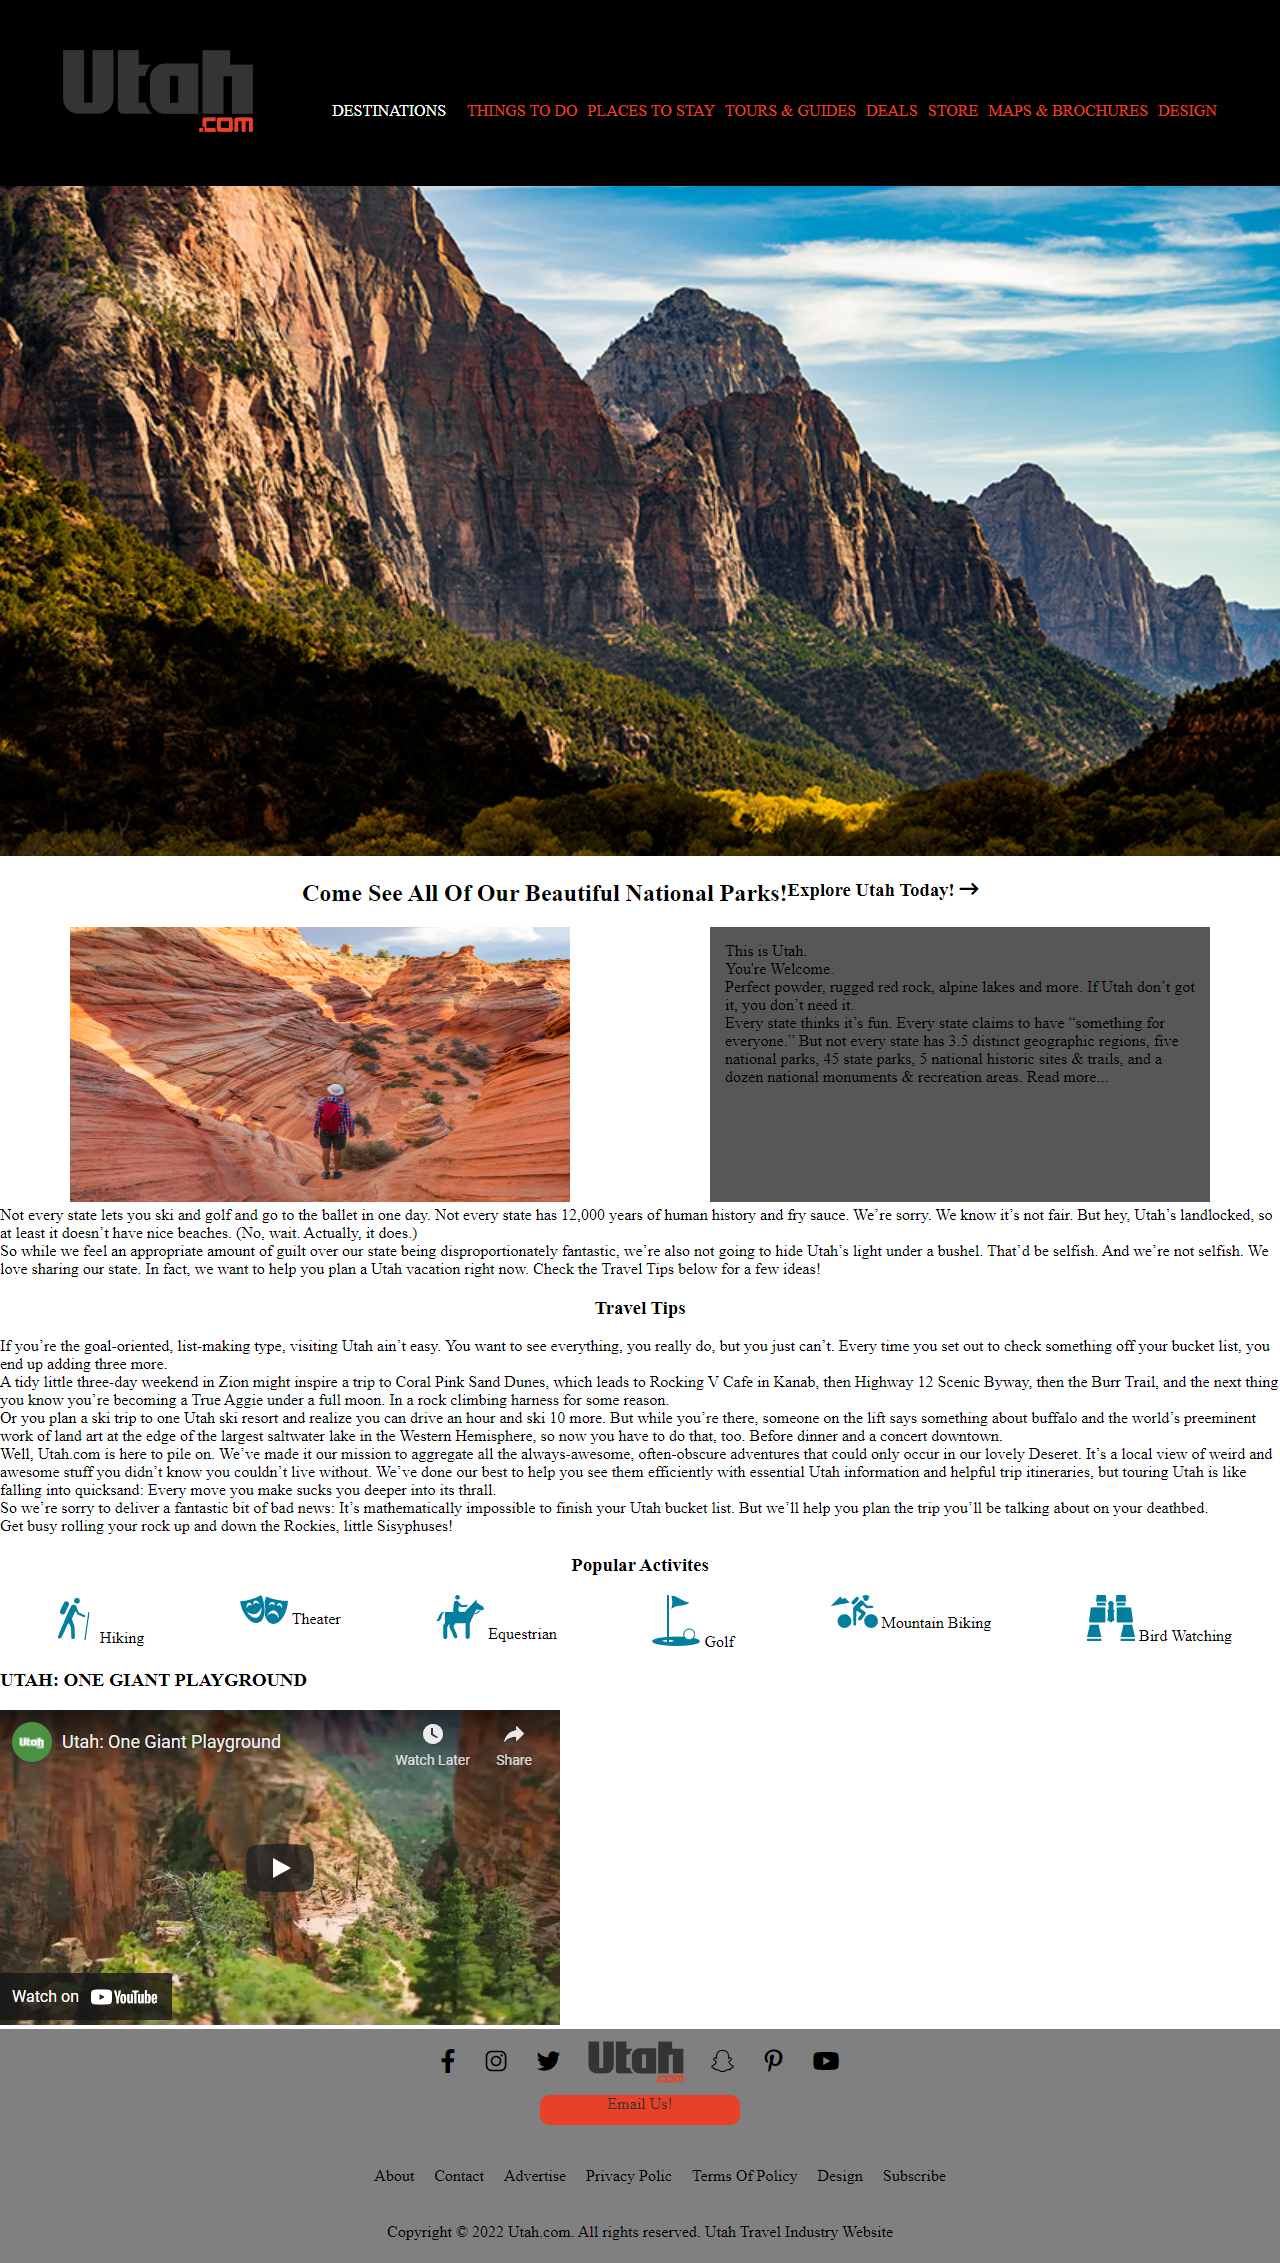 Utah
.com
DESTINATIONS THINGS TO DO PLACES TO STAY TOURS & GUIDES DEALS STORE MAPS & BROCHURES DESIGN
Come See All Of Our Beautiful National Parks!Explore Utah Today! →
This is Utah.
You're Welcome.
Perfect powder, rugged red rock, alpine lakes and more. If Utah don’t got
it, you don’t need it.
Every state thinks it’s fun. Every state claims to have “something for
everyone.” But not every state has 3.5 distinct geographic regions, five
national parks, 45 state parks, 5 national historic sites & trails, and a
dozen national monuments & recreation areas. Read more...
Not every state lets you ski and golf and go to the ballet in one day. Not every state has 12,000 years of human history and fry sauce. We’re sorry. We know it’s not fair. But hey, Utah’s landlocked, so
at least it doesn’t have nice beaches. (No, wait. Actually, it does.)
So while we feel an appropriate amount of guilt over our state being disproportionately fantastic, we’re also not going to hide Utah’s light under a bushel. That’d be selfish. And we’re not selfish. We
love sharing our state. In fact, we want to help you plan a Utah vacation right now. Check the Travel Tips below for a few ideas!
Travel Tips
If you’re the goal-oriented, list-making type, visiting Utah ain’t easy. You want to see everything, you really do, but you just can’t. Every time you set out to check something off your bucket list, you
end up adding three more.
A tidy little three-day weekend in Zion might inspire a trip to Coral Pink Sand Dunes, which leads to Rocking V Cafe in Kanab, then Highway 12 Scenic Byway, then the Burr Trail, and the next thing
you know you’re becoming a True Aggie under a full moon. In a rock climbing harness for some reason.
Or you plan a ski trip to one Utah ski resort and realize you can drive an hour and ski 10 more. But while you’re there, someone on the lift says something about buffalo and the world’s preeminent
work of land art at the edge of the largest saltwater lake in the Western Hemisphere, so now you have to do that, too. Before dinner and a concert downtown.
Well, Utah.com is here to pile on. We’ve made it our mission to aggregate all the always-awesome, often-obscure adventures that could only occur in our lovely Deseret. It’s a local view of weird and
awesome stuff you didn’t know you couldn’t live without. We’ve done our best to help you see them efficiently with essential Utah information and helpful trip itineraries, but touring Utah is like
falling into quicksand: Every move you make sucks you deeper into its thrall.
So we’re sorry to deliver a fantastic bit of bad news: It’s mathematically impossible to finish your Utah bucket list. But we’ll help you plan the trip you’ll be talking about on your deathbed.
Get busy rolling your rock up and down the Rockies, little Sisyphuses!
Popular Activites
Hiking Theater Equestrian Golf Mountain Biking Bird Watching
UTAH: ONE GIANT PLAYGROUND
Utah Utah: One Giant Playground
Watch Later Share
Watch on YouTube
Utah
.com
Email Us!
About Contact Advertise Privacy Polic Terms Of Policy Design Subscribe
Copyright © 2022 Utah.com. All rights reserved. Utah Travel Industry Website